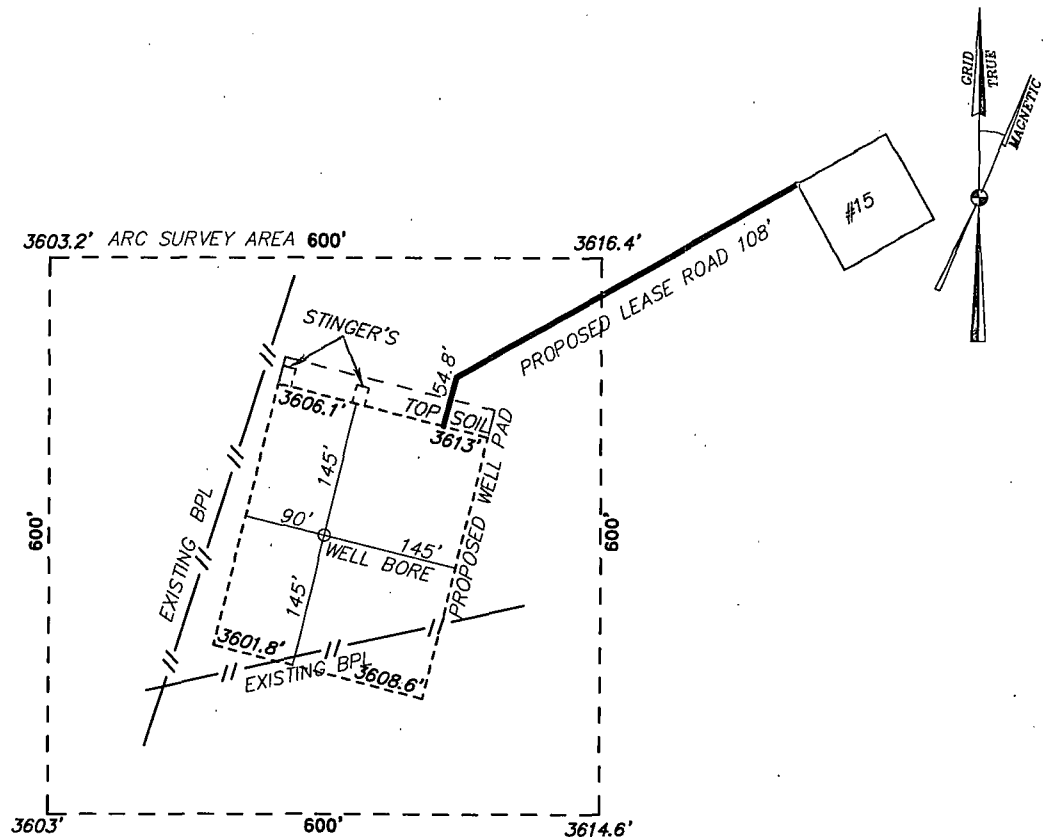 GRID
TRUE
MAGNETIC
#15
3603.2' ARC SURVEY AREA 600' 3616.4'
PROPOSED LEASE ROAD 108'
STINGER'S
54.8'
3606.1'
TOP SOIL
3613'
145'
PROPOSED WELL PAD
EXISTING BPL
600'
90'
145'
WELL BORE
600'
145'
3601.8'
EXISTING BPL
3608.6'
3603' 600' 3614.6'